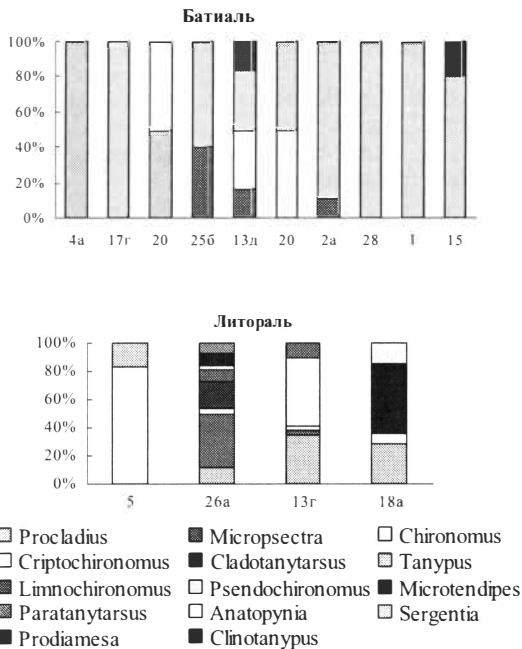 Батиаль
100%
80%
60%
40%
20%
0%
4а 17г 20 25б 13д 20 2а 28 I 15
Литораль
100%
80%
60%
40%
20%
0%
5 26а 13г 18а
Procladius Micropsectra Chironomus
Criptochironomus Cladotanytarsus Tanypus
Limnochironomus Psendochironomus Microtendipes
Paratanytarsus Anatopynia Sergentia
Prodiamesa Clinotanypus